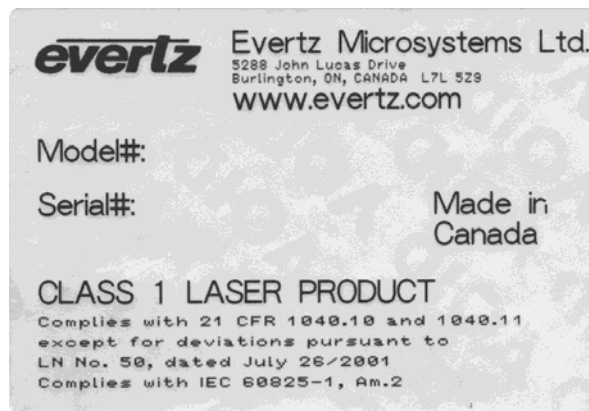 evertz
Evertz Microsystems Ltd.
5288 John Lucas Drive
Burlington, ON, CANADA L7L 5Z9
www.evertz.com
Model#:
Serial#:
Made in
Canada
CLASS 1 LASER PRODUCT
Complies with 21 CFR 1040.10 and 1040.11
except for deviations pursuant to
LN No. 50, dated July 26/2001
Complies with IEC 60825-1, Am.2